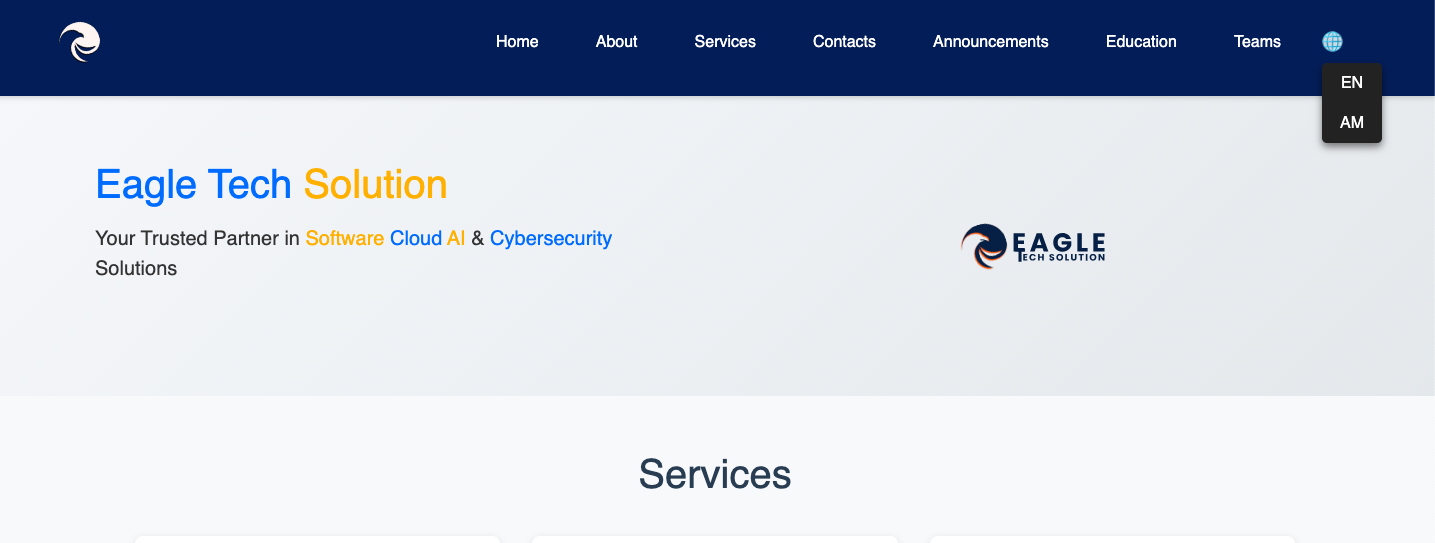 Home About Services Contacts Announcements Education Teams
EN
AM
Eagle Tech Solution
Your Trusted Partner in Software Cloud AI & Cybersecurity
Solutions
EAGLE
TECH SOLUTION
Services